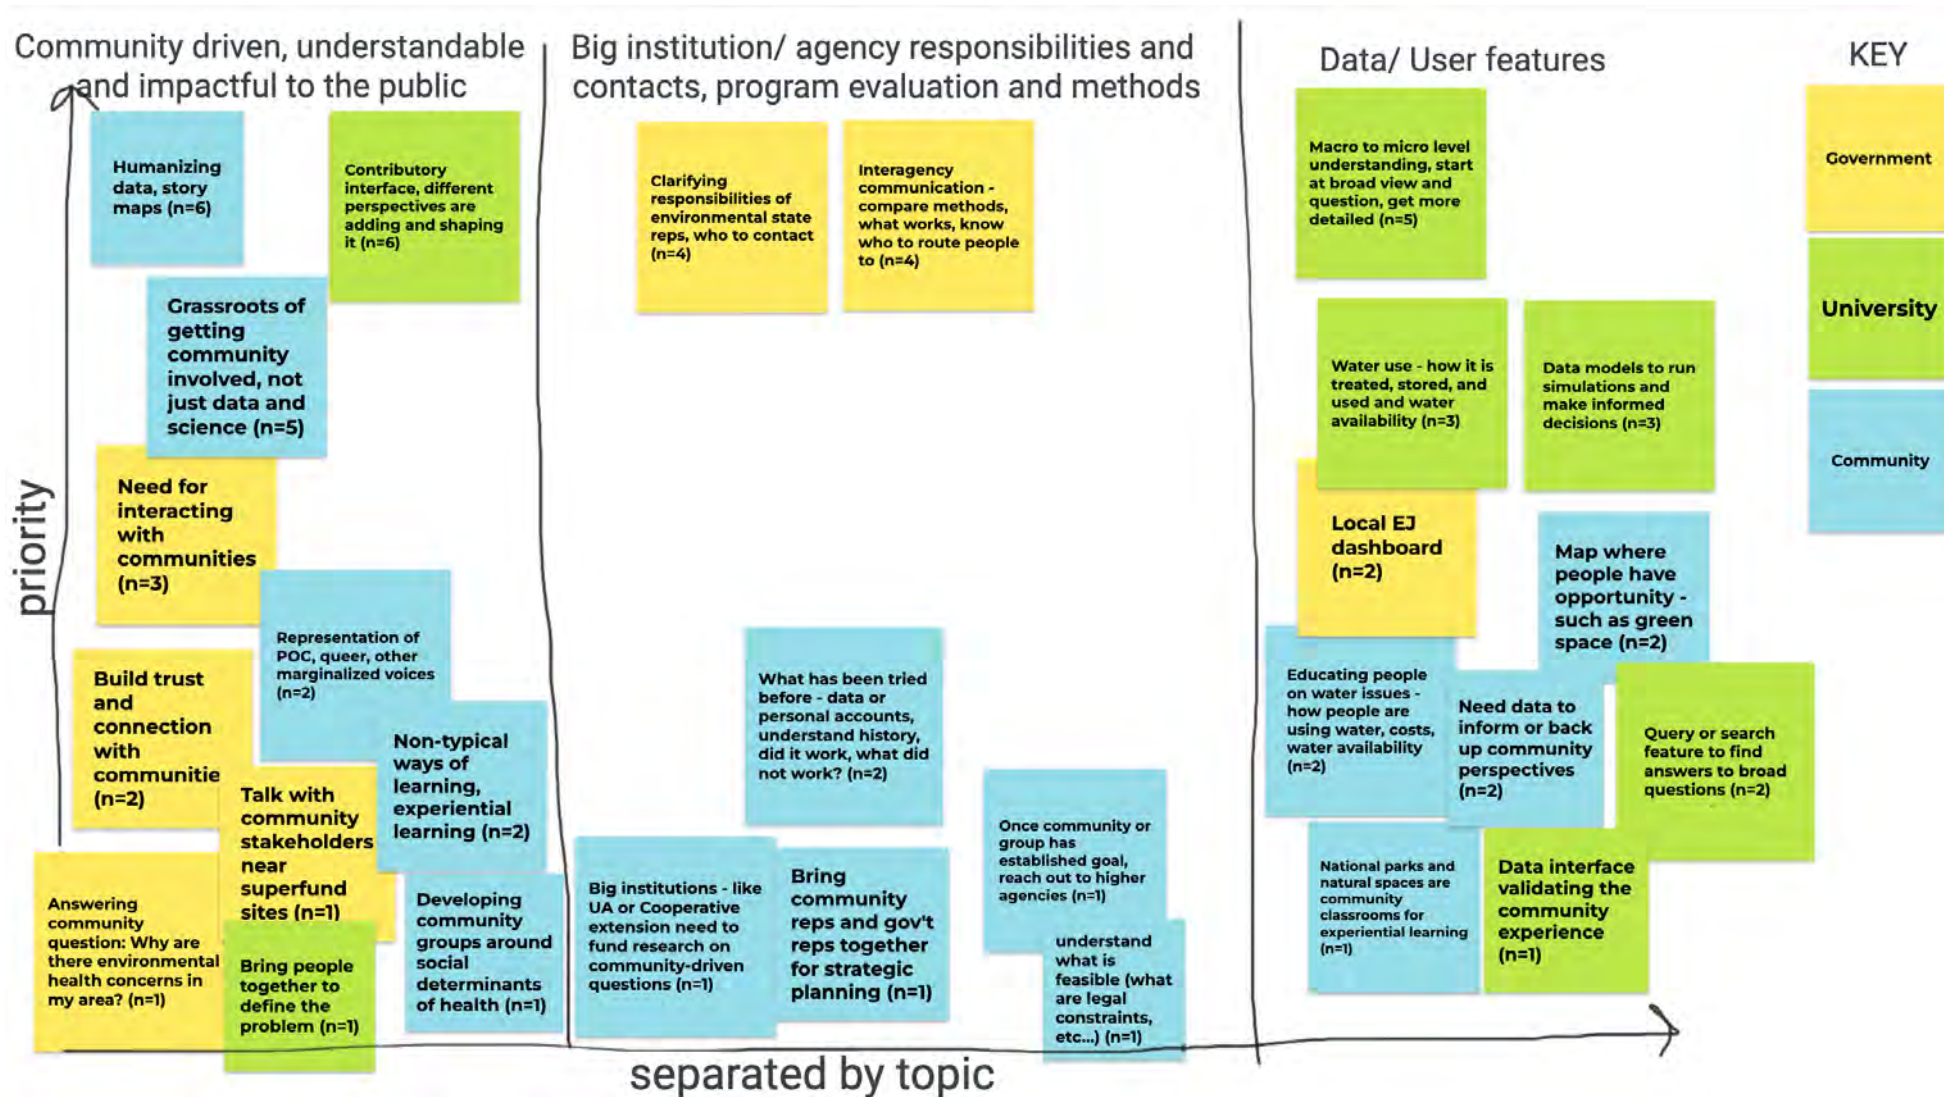 Community driven, understandable
and impactful to the public
Big institution/ agency responsibilities and
contacts, program evaluation and methods
Data/ User features
KEY
priority
Humanizing
data, story
maps (n=6)
Contributory
interface, different
perspectives are
adding and shaping
it (n=6)
Grassroots of
getting
community
involved, not
just data and
science (n=5)
Need for
interacting
with
communities
(n=3)
Representation of
POC, queer, other
marginalized voices
(n=2)
Build trust
and
connection
with
communitie
(n=2)
Non-typical
ways of
learning,
experiential
learning (n=2)
Talk with
community
stakeholders
near
superfund
sites (n=1)
Answering
community
question: Why are
there environmental
health concerns in
my area? (n=1)
Bring people
together to
define the
problem (n=1)
Developing
community
groups around
social
determinants
of health (n=1)
Clarifying
responsibilities of
environmental state
reps, who to contact
(n=4)
Interagency
communication -
compare methods,
what works, know
who to route people
to (n=4)
What has been tried
before - data or
personal accounts,
understand history,
did it work, what did
not work? (n=2)
Big institutions - like
UA or Cooperative
extension need to
fund research on
community-driven
questions (n=1)
Bring
community
reps and gov't
reps together
for strategic
planning (n=1)
Once community or
group has
established goal,
reach out to higher
agencies (n=1)
understand
what is
feasible (what
are legal
constraints,
etc...) (n=1)
Macro to micro level
understanding, start
at broad view and
question, get more
detailed (n=5)
Water use - how it is
treated, stored, and
used and water
availability (n=3)
Data models to run
simulations and
make informed
decisions (n=3)
Local EJ
dashboard
(n=2)
Map where
people have
opportunity -
such as green
space (n=2)
Educating people
on water issues -
how people are
using water, costs,
water availability
(n=2)
Need data to
inform or back
up community
perspectives
(n=2)
Query or search
feature to find
answers to broad
questions (n=2)
National parks and
natural spaces are
community
classrooms for
experiential learning
(n=1)
Data interface
validating the
community
experience
(n=1)
Government
University
Community
separated by topic